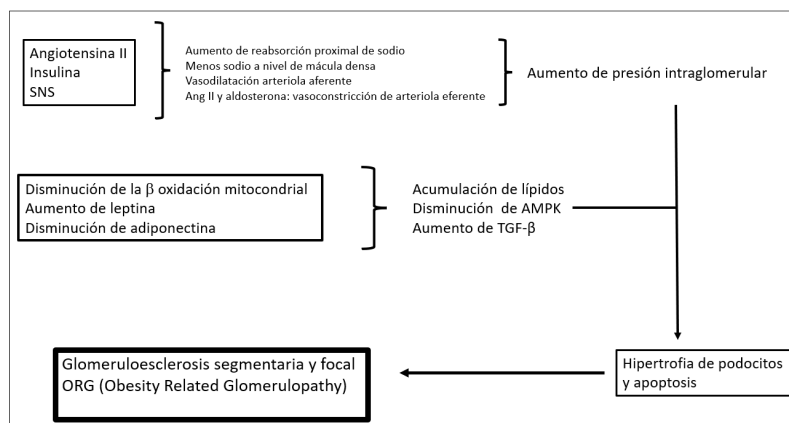 Angiotensina II
Insulina
SNS
Aumento de reabsorción proximal de sodio
Menos sodio a nivel de mácula densa
Vasodilatación arteriola aferente
Ang II y aldosterona: vasoconstricción de arteriola eferente
Aumento de presión intraglomerular
Disminución de la β oxidación mitocondrial
Aumento de leptina
Disminución de adiponectina
Acumulación de lípidos
Disminución de AMPK
Aumento de TGF-β
Glomeruloesclerosis segmentaria y focal
ORG (Obesity Related Glomerulopathy)
Hipertrofia de podocitos
y apoptosis